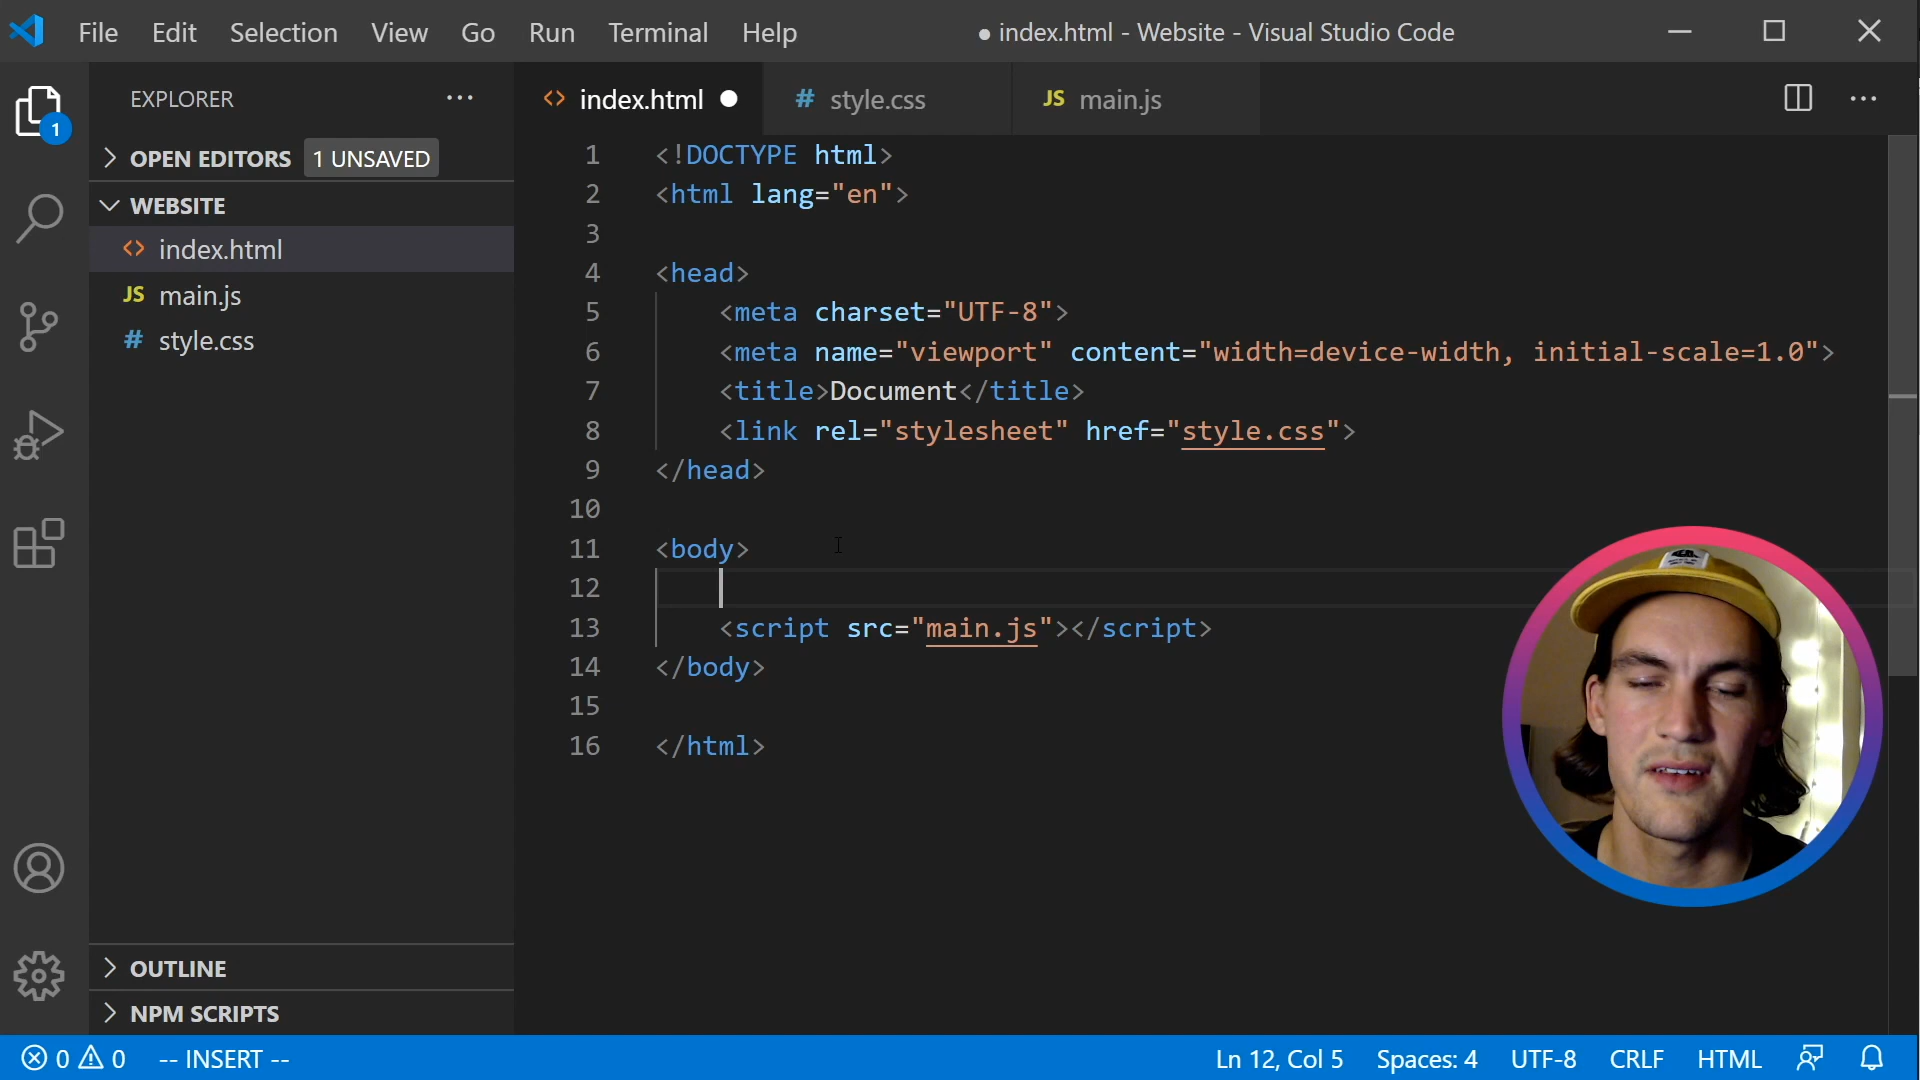 File Edit Selection View Go Run Terminal Help
● index.html - Website - Visual Studio Code
EXPLORER
1
OPEN EDITORS 1 UNSAVED
WEBSITE
<> index.html
JS main.js
# style.css
OUTLINE
NPM SCRIPTS
<> index.html ●
# style.css
JS main.js
1 <!DOCTYPE html>
2 <html lang="en">
3
4 <head>
5     <meta charset="UTF-8">
6     <meta name="viewport" content="width=device-width, initial-scale=1.0">
7     <title>Document</title>
8     <link rel="stylesheet" href="style.css">
9 </head>
10
11 <body>
12
13     <script src="main.js"></script>
14 </body>
15
16 </html>
0 0 -- INSERT --
Ln 12, Col 5 Spaces: 4 UTF-8 CRLF HTML